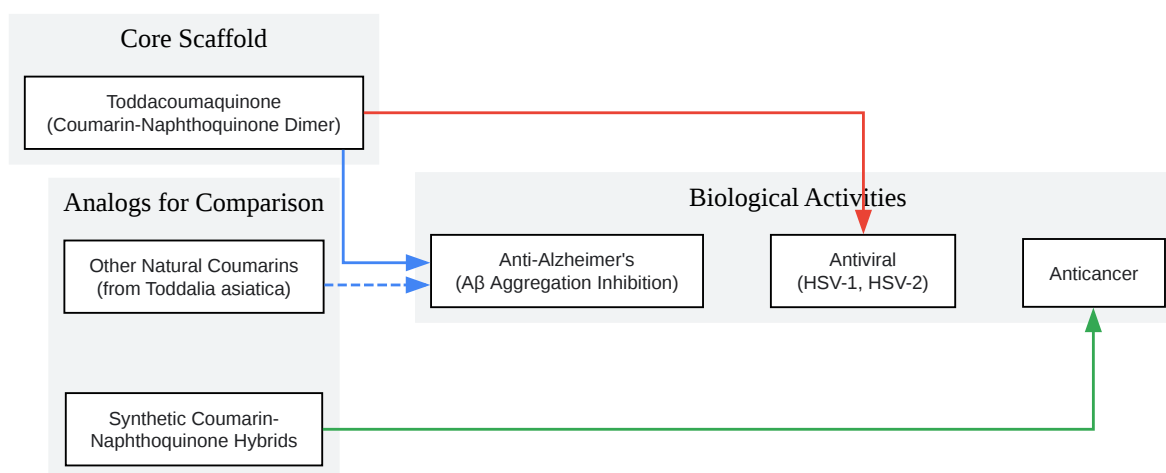 Core Scaffold
Toddacoumaquinone
(Coumarin-Naphthoquinone Dimer)
Analogs for Comparison
Other Natural Coumarins
(from Toddalia asiatica)
Synthetic Coumarin-
Naphthoquinone Hybrids
Biological Activities
Anti-Alzheimer's
(Aβ Aggregation Inhibition)
Antiviral
(HSV-1, HSV-2)
Anticancer